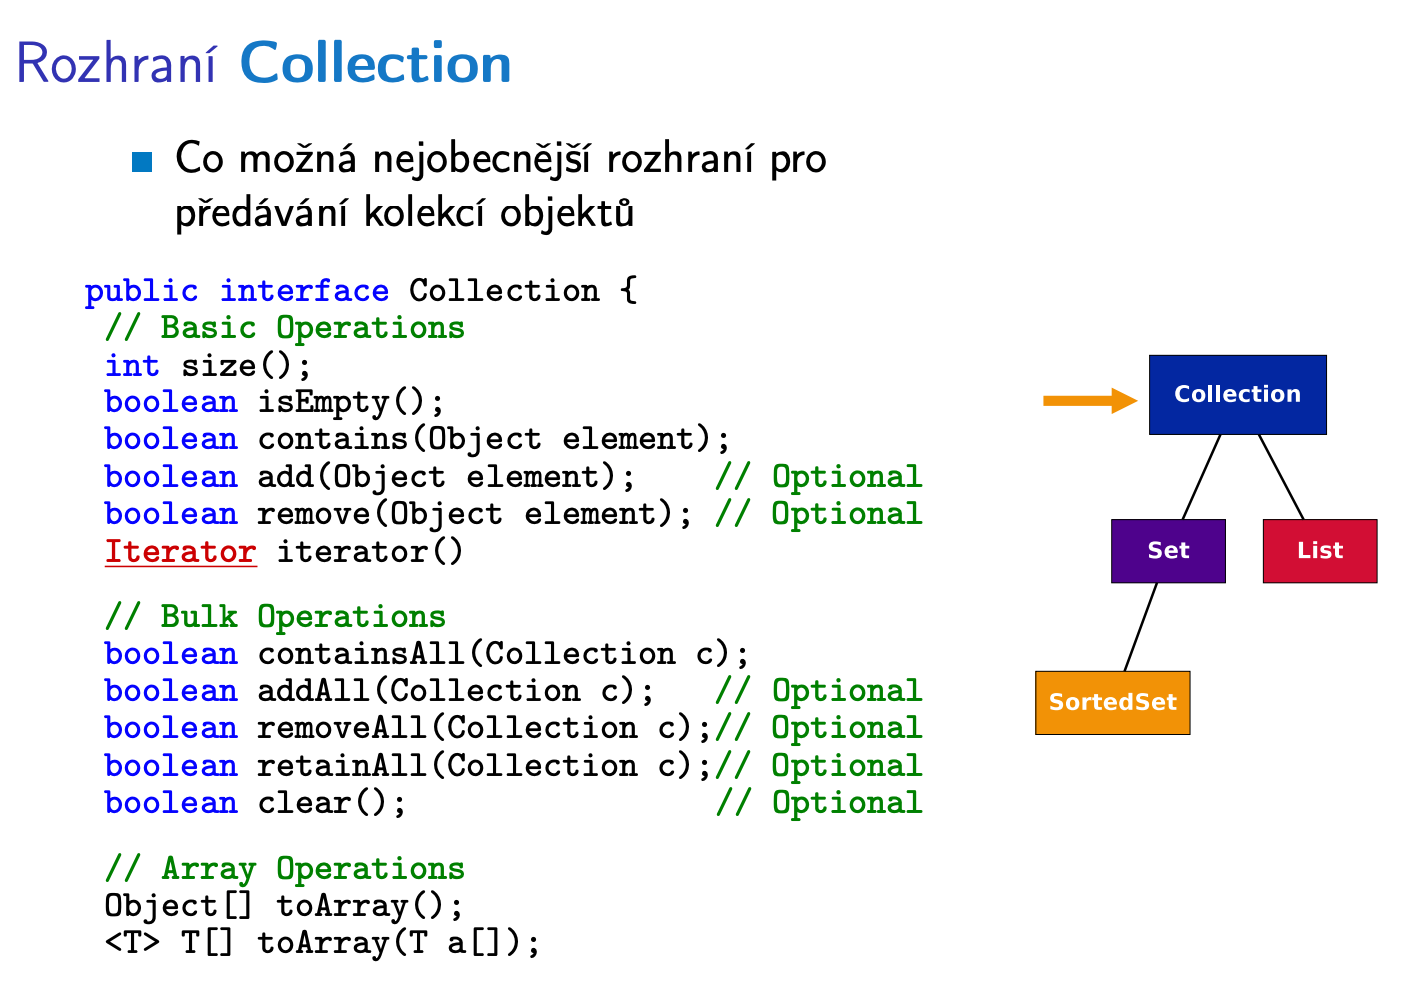 Rozhraní Collection
Co možná nejobecnější rozhraní pro
předávání kolekcí objektů
public interface Collection {
// Basic Operations
int size();
boolean isEmpty();
boolean contains(Object element);
boolean add(Object element);    // Optional
boolean remove(Object element); // Optional
Iterator iterator()
// Bulk Operations
boolean containsAll(Collection c);
boolean addAll(Collection c);   // Optional
boolean removeAll(Collection c);// Optional
boolean retainAll(Collection c);// Optional
boolean clear();                // Optional
// Array Operations
Object[] toArray();
<T> T[] toArray(T a[]);
Collection
Set
List
SortedSet